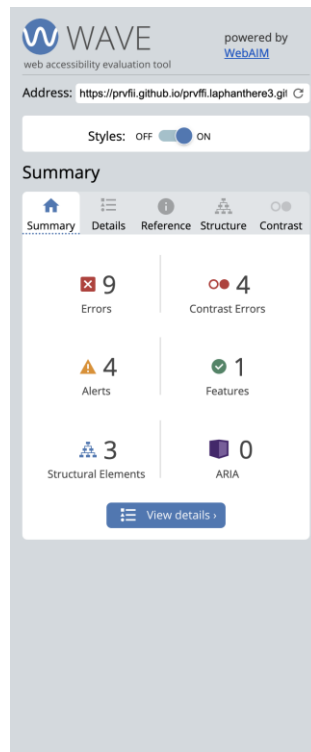 WAVE
web accessibility evaluation tool
powered by
WebAIM
Address: https://prvfii.github.io/prvffi.laphanthere3.git
Styles: OFF ON
Summary
Summary Details Reference Structure Contrast
9
Errors
4
Contrast Errors
4
Alerts
1
Features
3
Structural Elements
0
ARIA
View details ›